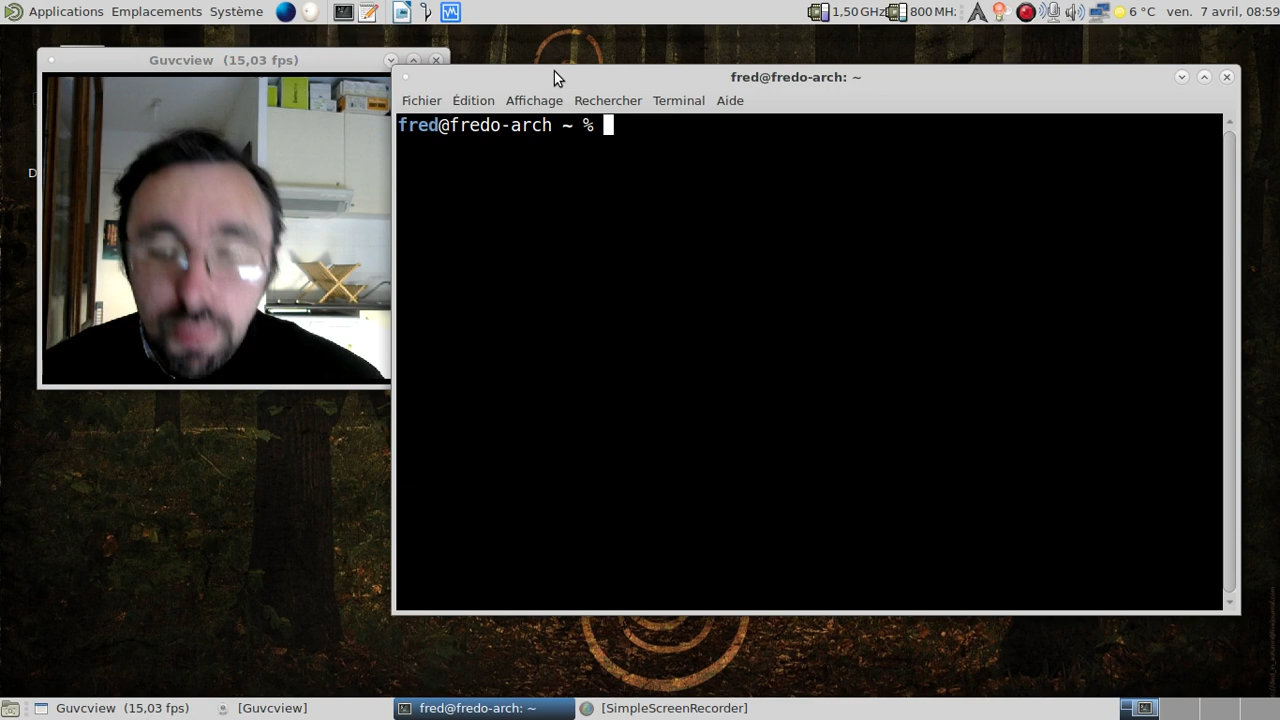 Applications Emplacements Système 1,50 GHz 800 MH: 6 °C ven. 7 avril, 08:59
Guvcview (15,03 fps)
fred@fredo-arch: ~
Fichier Édition Affichage Rechercher Terminal Aide
fred@fredo-arch ~ %
D
Guvcview (15,03 fps) [Guvcview] fred@fredo-arch: ~ [SimpleScreenRecorder]